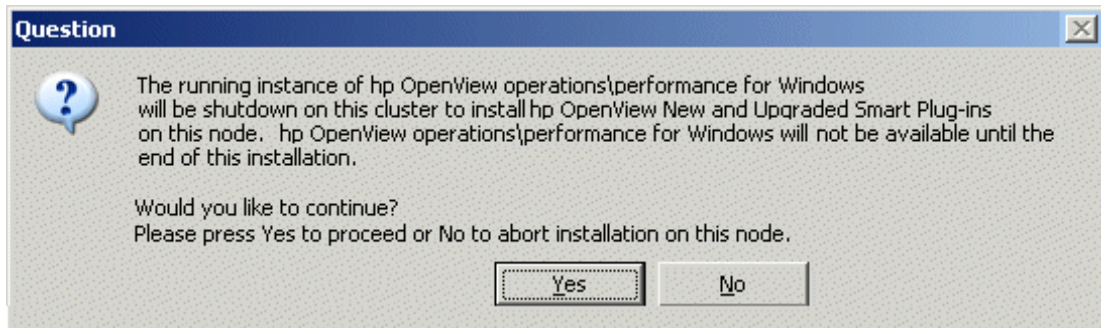 Question
The running instance of hp OpenView operations\performance for Windows
will be shutdown on this cluster to install hp OpenView New and Upgraded Smart Plug-ins
on this node. hp OpenView operations\performance for Windows will not be available until the
end of this installation.
Would you like to continue?
Please press Yes to proceed or No to abort installation on this node.
Yes
No